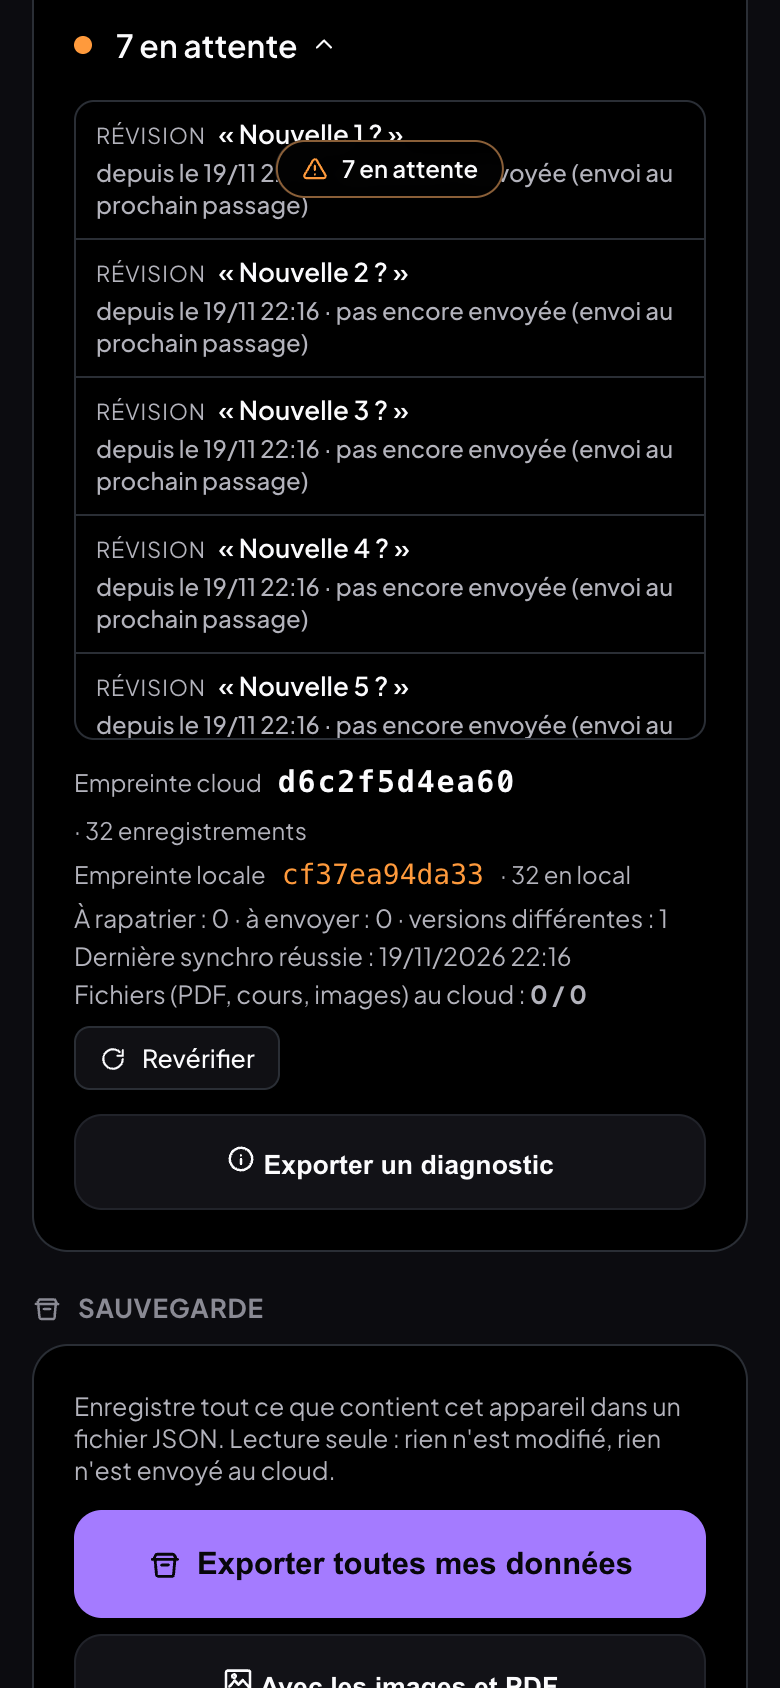 7 en attente
RÉVISION « Nouvelle 1 ? »
7 en attente
depuis le 19/11 2
voyée (envoi au
prochain passage)
RÉVISION « Nouvelle 2 ? »
depuis le 19/11 22:16 · pas encore envoyée (envoi au
prochain passage)
RÉVISION « Nouvelle 3 ? »
depuis le 19/11 22:16 · pas encore envoyée (envoi au
prochain passage)
RÉVISION « Nouvelle 4 ? »
depuis le 19/11 22:16 · pas encore envoyée (envoi au
prochain passage)
RÉVISION « Nouvelle 5 ? »
depuis le 19/11 22:16 · pas encore envoyée (envoi au
Empreinte cloud d6c2f5d4ea60
· 32 enregistrements
Empreinte locale cf37ea94da33 · 32 en local
À rapatrier : 0 · à envoyer : 0 · versions différentes : 1
Dernière synchro réussie : 19/11/2026 22:16
Fichiers (PDF, cours, images) au cloud : 0 / 0
Revérifier
Exporter un diagnostic
SAUVEGARDE
Enregistre tout ce que contient cet appareil dans un
fichier JSON. Lecture seule : rien n'est modifié, rien
n'est envoyé au cloud.
Exporter toutes mes données
Avec les images et PDF